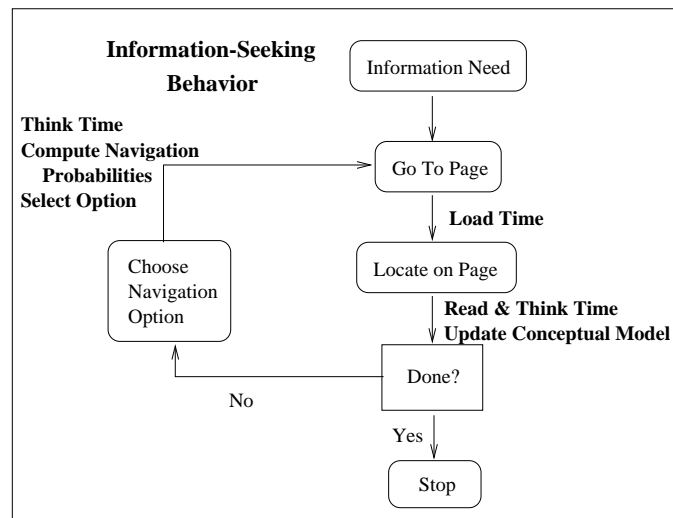 Information-Seeking
Behavior
Information Need
Think Time
Compute Navigation
Probabilities
Select Option
Go To Page
Load Time
Choose
Navigation
Option
Locate on Page
Read & Think Time
Update Conceptual Model
Done?
No
Yes
Stop